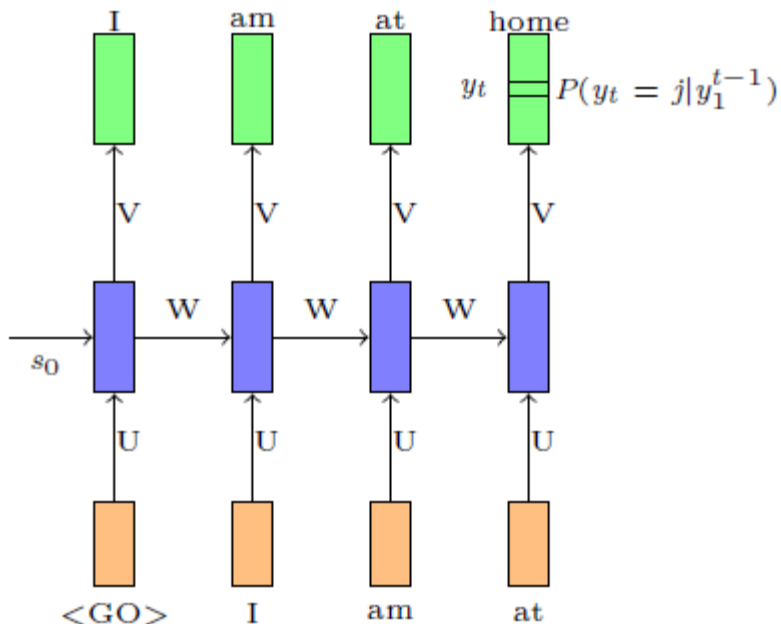 I am at home
y_t P(y_t = j|y_1^{t-1})
V V V V
W W W
s_0
U U U U
<GO> I am at